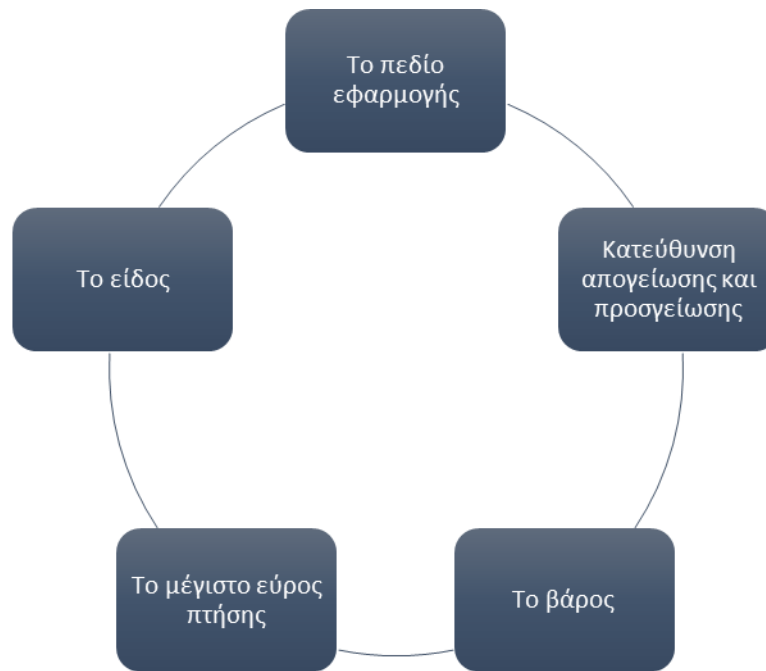 Το πεδίο
εφαρμογής
Κατεύθυνση
απογείωσης και
προσγείωσης
Το βάρος
Το μέγιστο εύρος
πτήσης
Το είδος